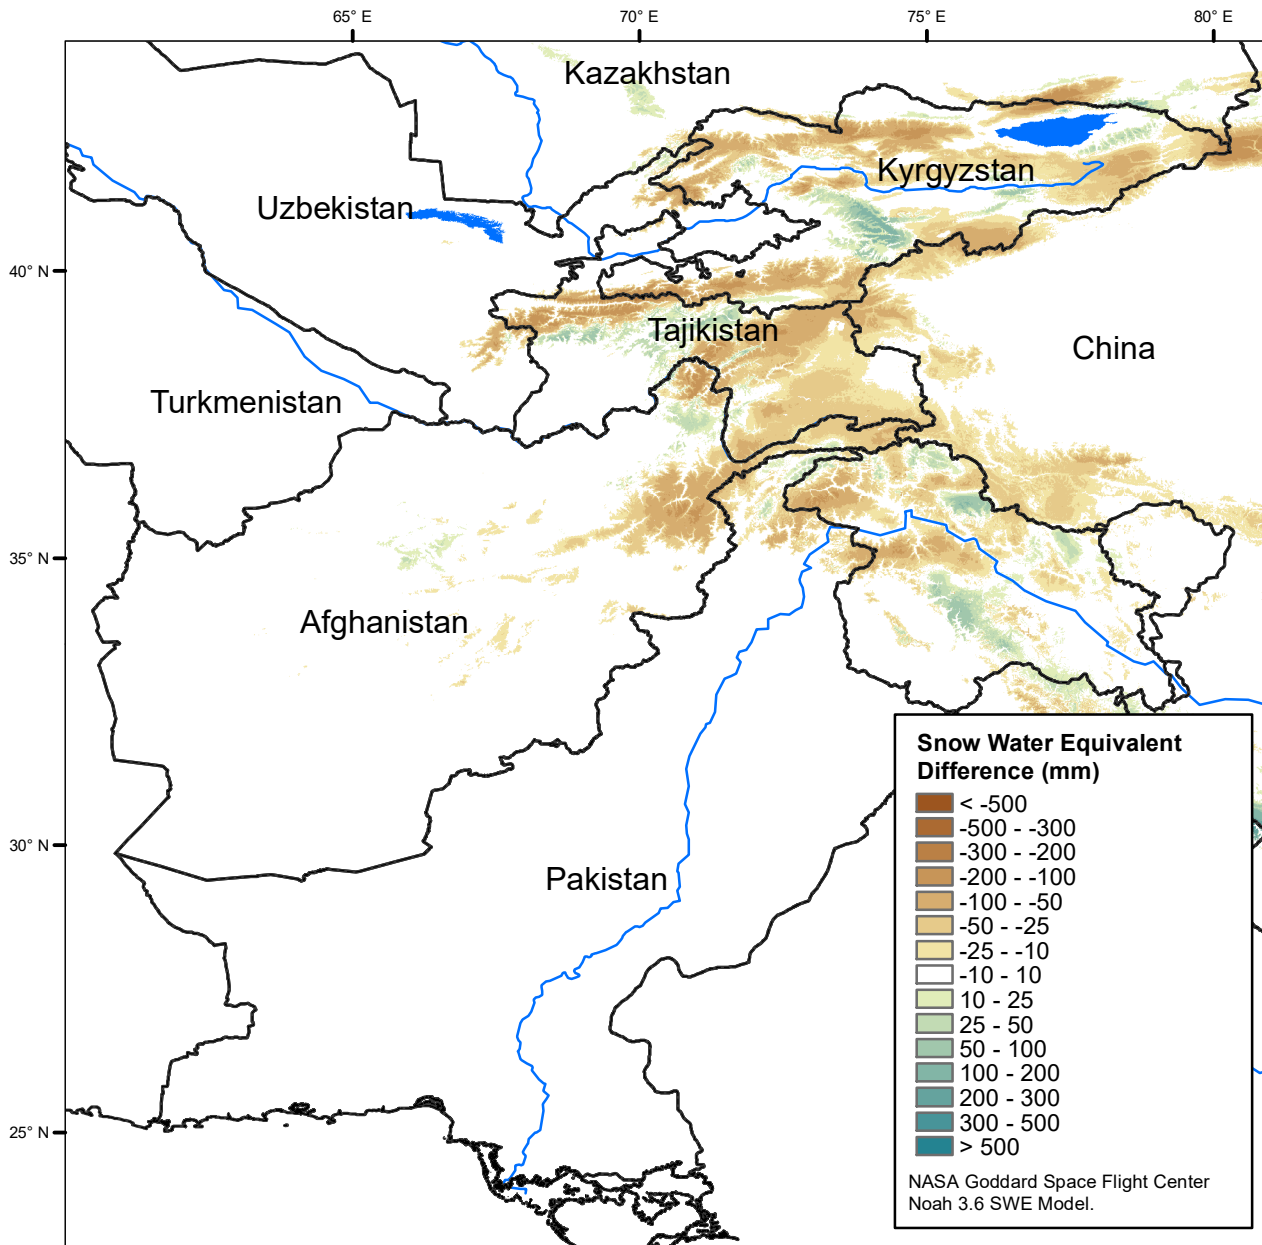 65° E
70° E
75° E
80° E
Kazakhstan
Kyrgyzstan
Uzbekistan
40° N
Tajikistan
China
Turkmenistan
35° N
Afghanistan
30° N
Pakistan
25° N
Snow Water Equivalent
Difference (mm)
< -500
-500 - -300
-300 - -200
-200 - -100
-100 - -50
-50 - -25
-25 - -10
-10 - 10
10 - 25
25 - 50
50 - 100
100 - 200
200 - 300
300 - 500
> 500
NASA Goddard Space Flight Center
Noah 3.6 SWE Model.